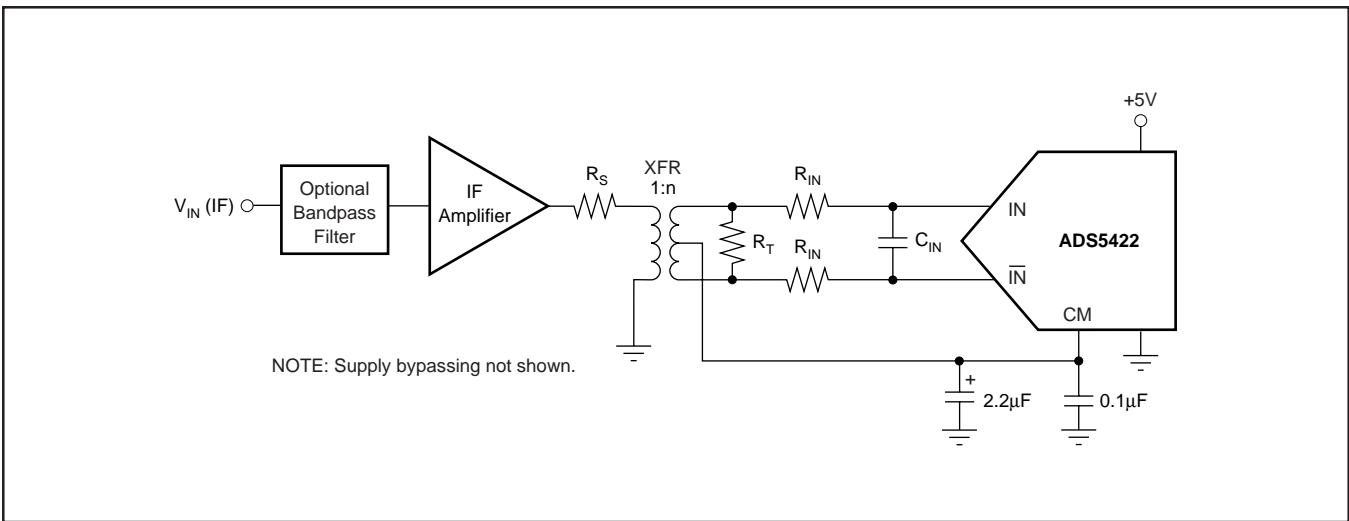 +5V
XFR
1:n
R_S
R_IN
V_IN (IF)
Optional
Bandpass
Filter
IF
Amplifier
R_T
R_IN
C_IN
IN
ADS5422
I̅N̅
CM
NOTE: Supply bypassing not shown.
+
2.2µF
0.1µF